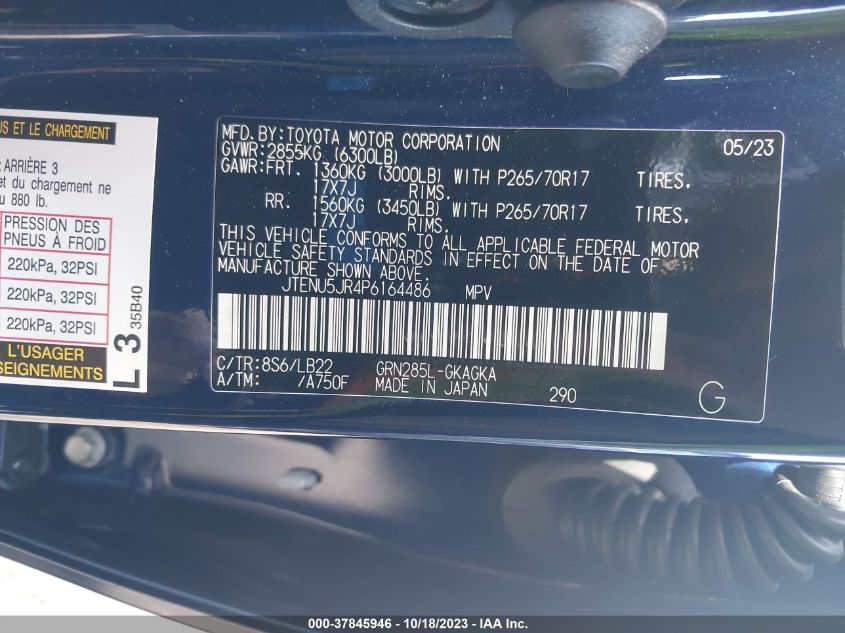 US ET LE CHARGEMENT
: ARRIÈRE 3
et du chargement ne
u 880 lb.
PRESSION DES
PNEUS À FROID
220kPa, 32PSI
220kPa, 32PSI
220kPa, 32PSI
L'USAGER
SEIGNEMENTS
L 3
35B40
MFD.BY:TOYOTA MOTOR CORPORATION 05/23
GVWR:2855KG (6300LB)
GAWR:FRT. 1360KG (3000LB) WITH P265/70R17 TIRES.
17X7J RIMS.
RR. 1560KG (3450LB) WITH P265/70R17 TIRES.
17X7J RIMS.
THIS VEHICLE CONFORMS TO ALL APPLICABLE FEDERAL MOTOR
VEHICLE SAFETY STANDARDS IN EFFECT ON THE DATE OF
MANUFACTURE SHOWN ABOVE.
JTENU5JR4P6164486 MPV
C/TR:8S6/LB22 GRN285L-GKAGKA
A/TM: /A750F MADE IN JAPAN 290 G
000-37845946 - 10/18/2023 - IAA Inc.